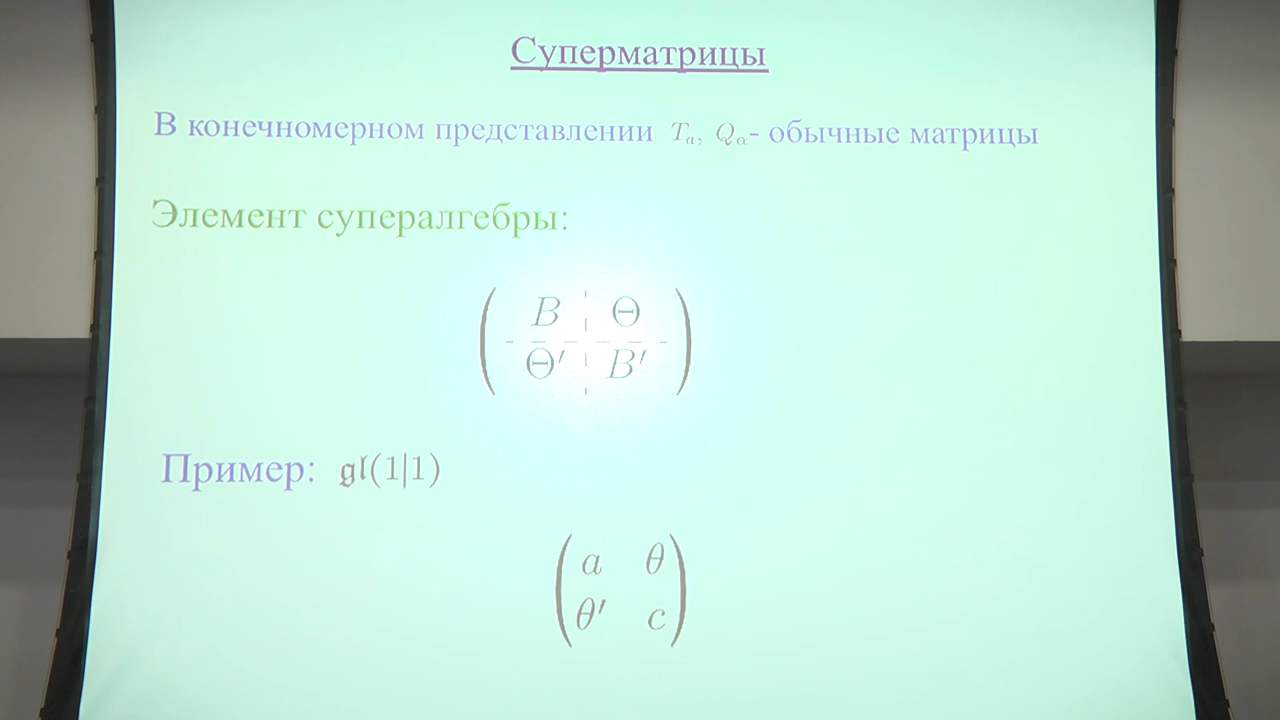 Суперматрицы
В конечномерном представлении T_a, Q_α- обычные матрицы
Элемент супералгебры:
B Θ
Θ′ B′
Пример: 𝔤𝔩(1|1)
a θ
θ′ c